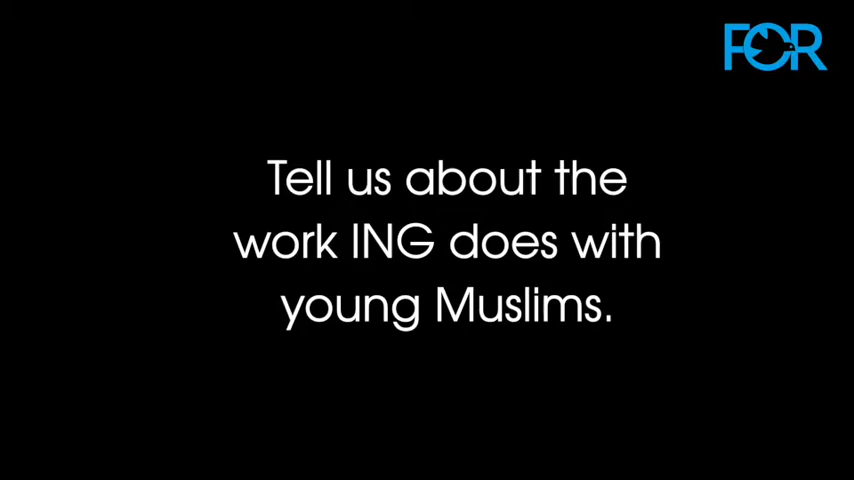 FOR
Tell us about the
work ING does with
young Muslims.